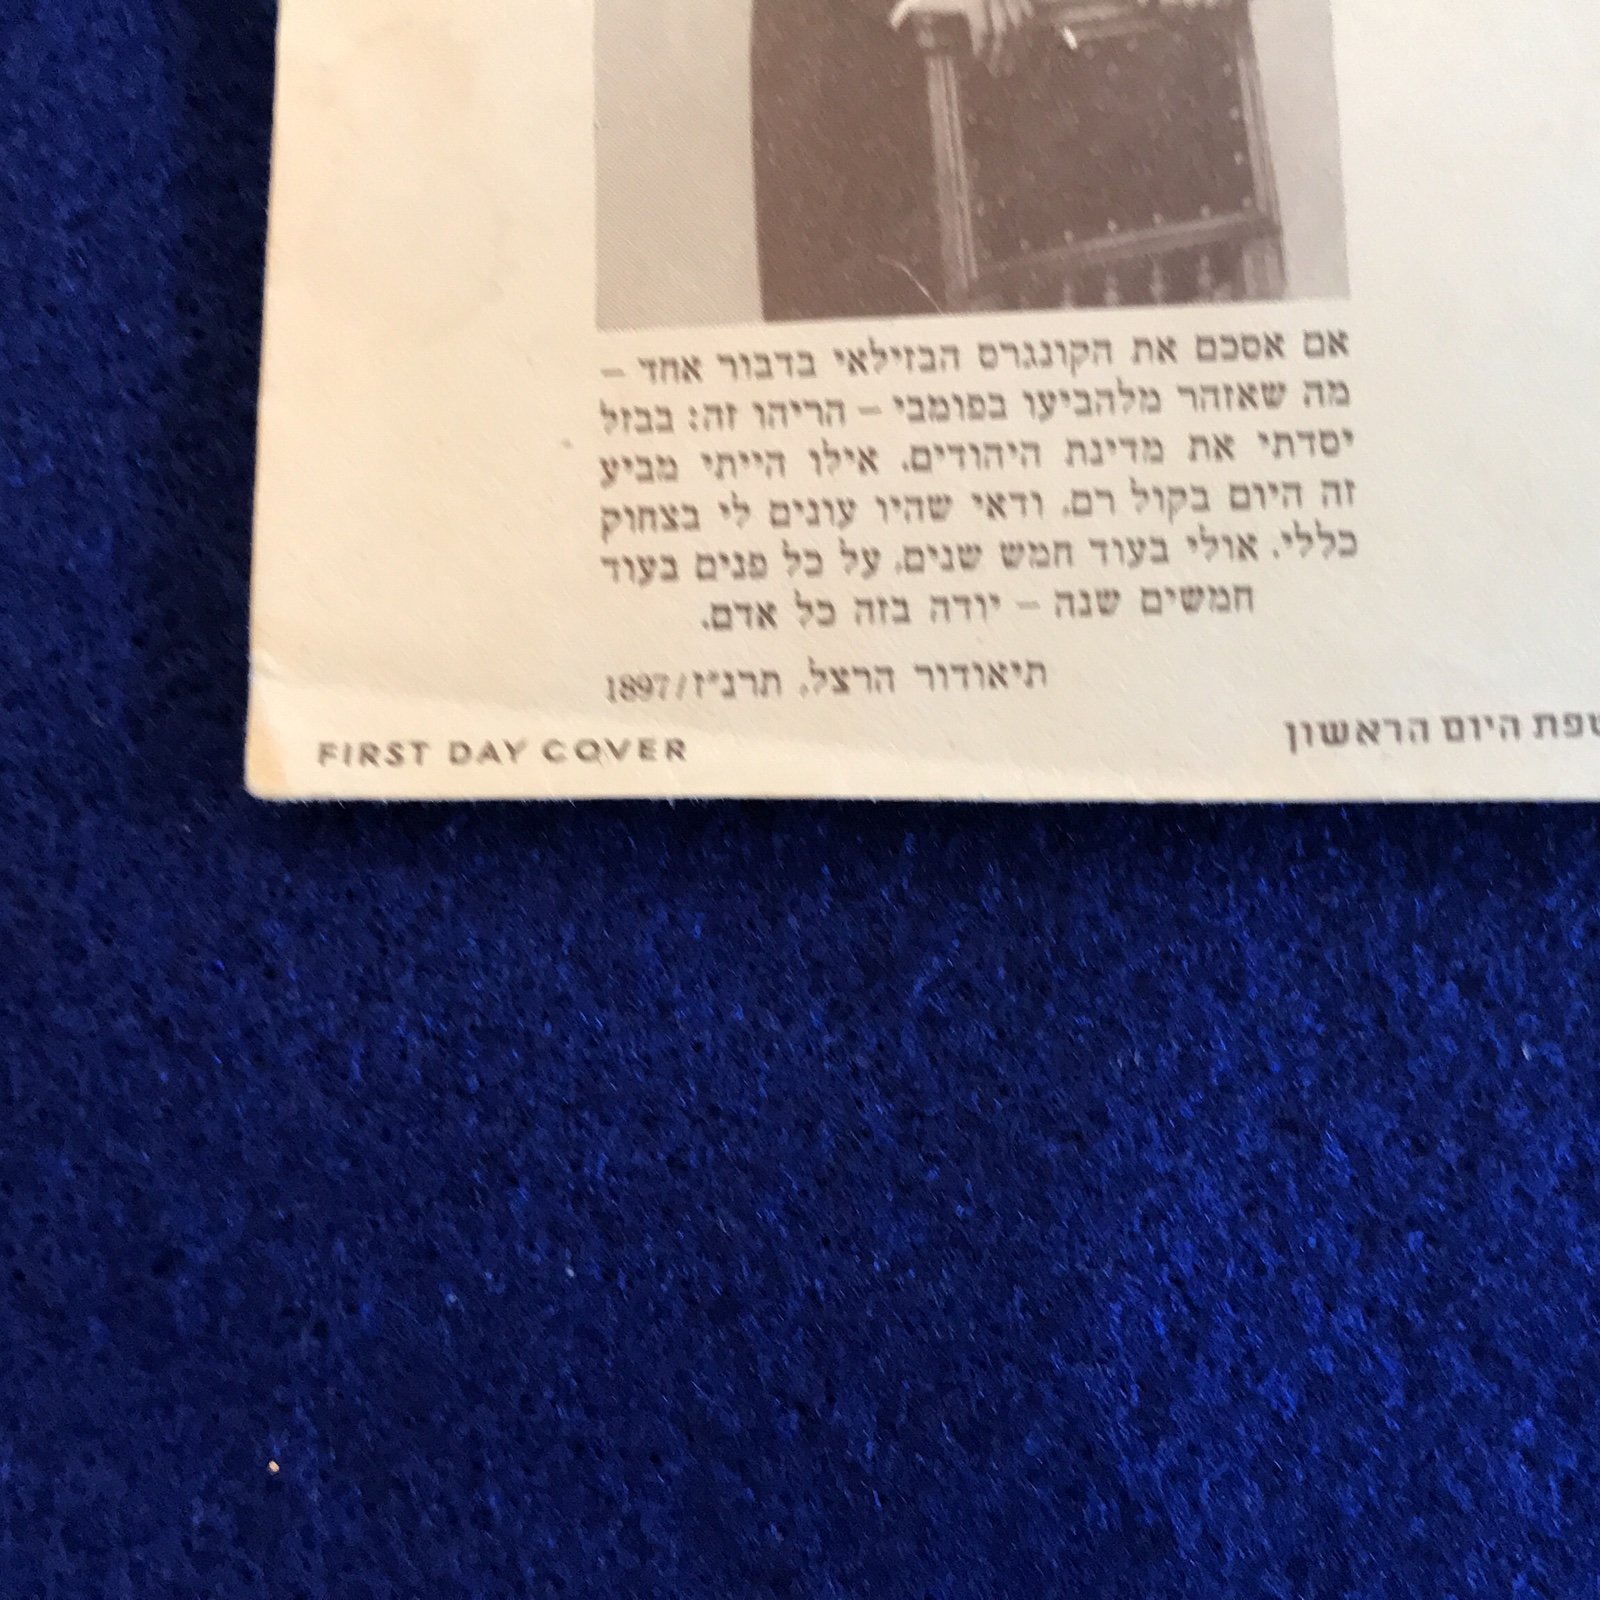 אם אסכם את הקונגרס הבזילאי בדבור אחד –
מה שאזהר מלהביעו בפומבי – הריהו זה: בבזל
יסדתי את מדינת היהודים. אילו הייתי מביע
זה היום בקול רם, ודאי שהיו עונים לי בצחוק
כללי. אולי בעוד חמש שנים, על כל פנים בעוד
חמשים שנה – יודה בזה כל אדם.
תיאודור הרצל, תרנ״ז/1897
FIRST DAY COVER
היום הראשון